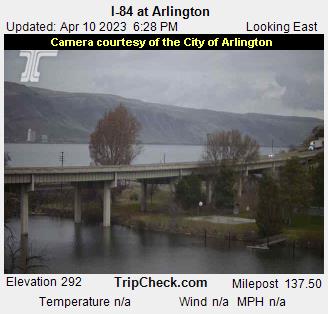 I-84 at Arlington
Updated: Apr 10 2023 6:28 PM Looking East
Camera courtesy of the City of Arlington
Elevation 292 TripCheck.com Milepost 137.50
Temperature n/a Wind n/a MPH n/a